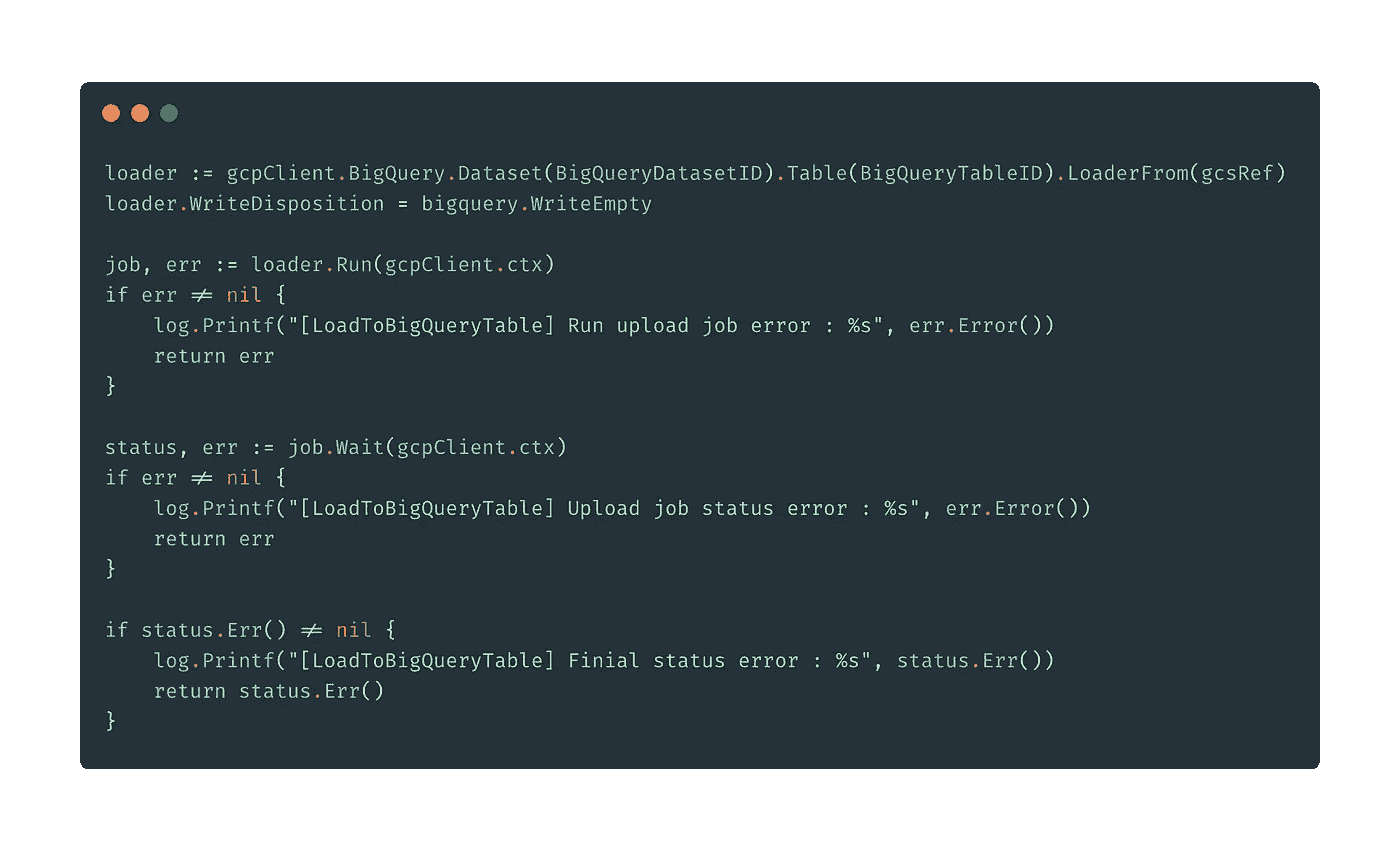 loader := gcpClient.BigQuery.Dataset(BigQueryDatasetID).Table(BigQueryTableID).LoaderFrom(gcsRef)
loader.WriteDisposition = bigquery.WriteEmpty

job, err := loader.Run(gcpClient.ctx)
if err != nil {
    log.Printf("[LoadToBigQueryTable] Run upload job error : %s", err.Error())
    return err
}

status, err := job.Wait(gcpClient.ctx)
if err != nil {
    log.Printf("[LoadToBigQueryTable] Upload job status error : %s", err.Error())
    return err
}

if status.Err() != nil {
    log.Printf("[LoadToBigQueryTable] Finial status error : %s", status.Err())
    return status.Err()
}